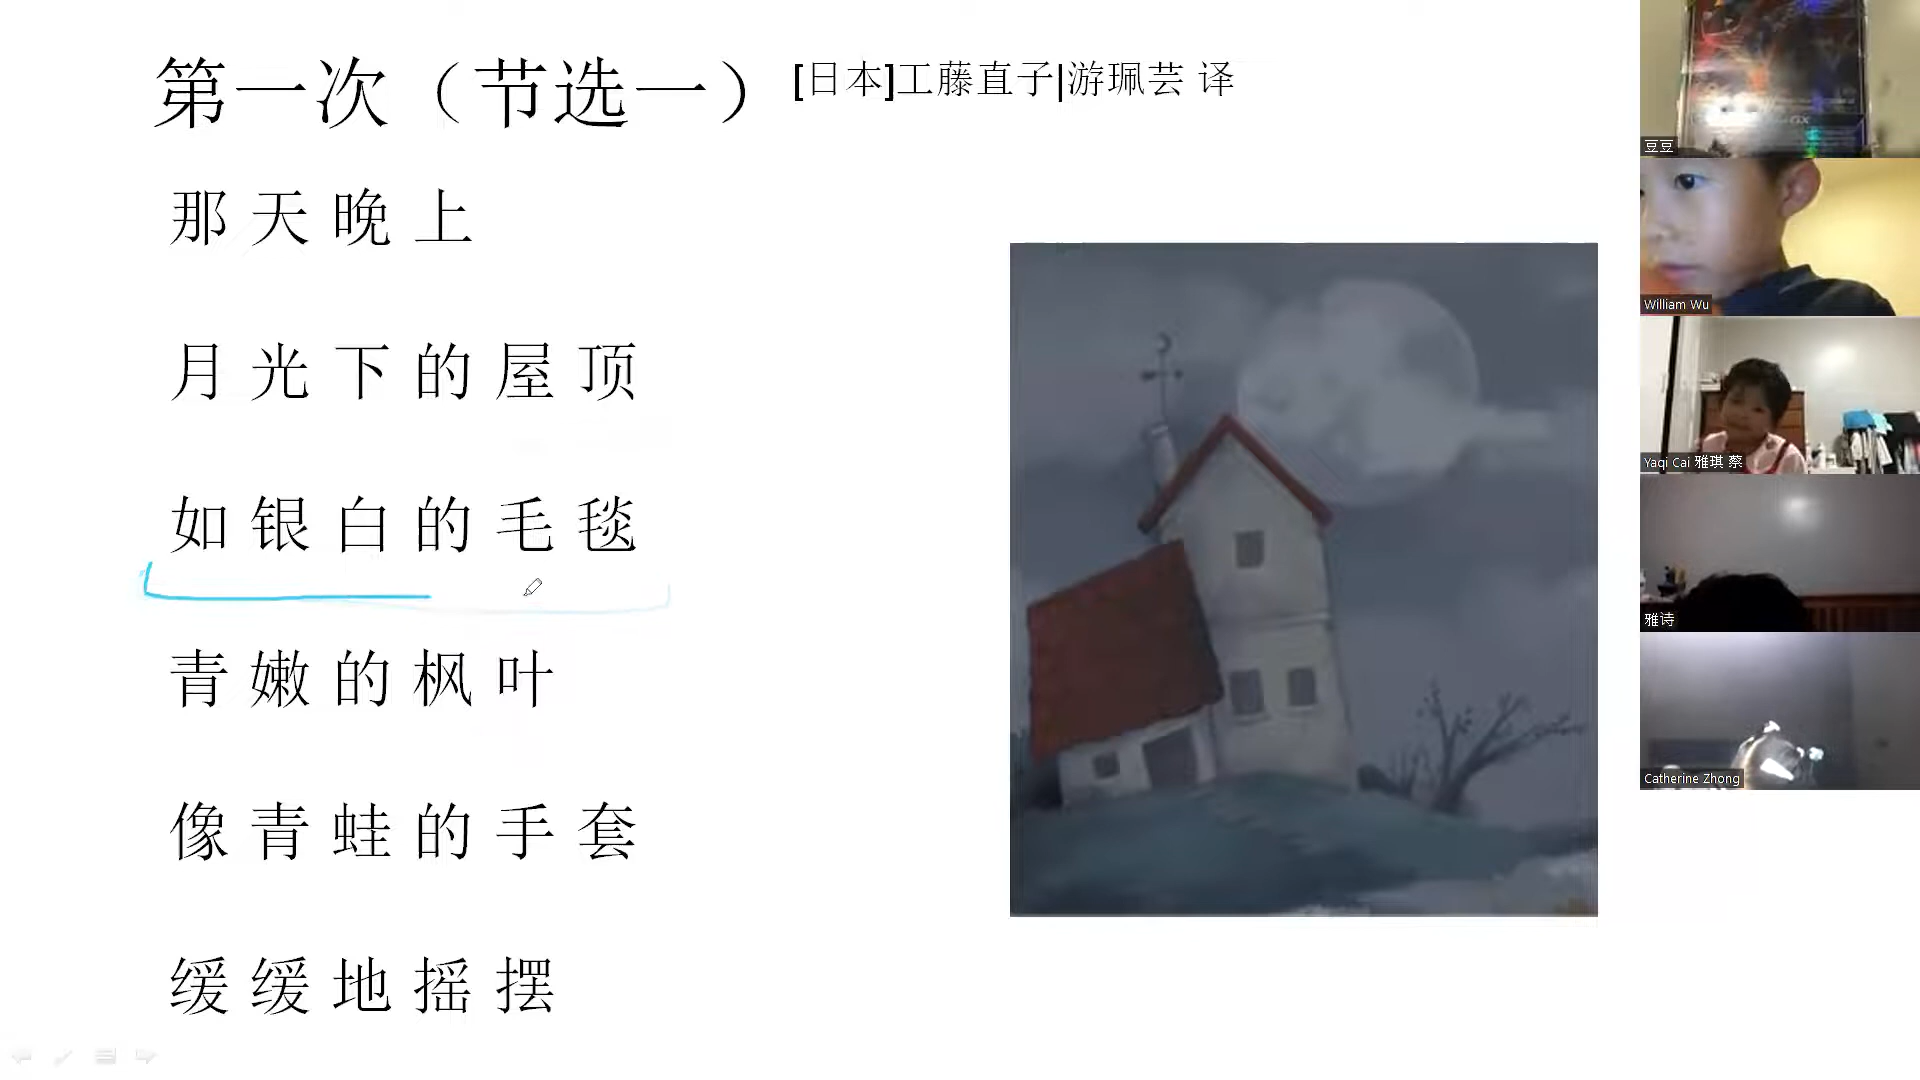 第一次（节选一）[日本]工藤直子|游珮芸 译
那天晚上
月光下的屋顶
如银白的毛毯
青嫩的枫叶
像青蛙的手套
缓缓地摇摆
豆豆
William Wu
Yaqi Cai 雅琪 蔡
雅诗
Catherine Zhong